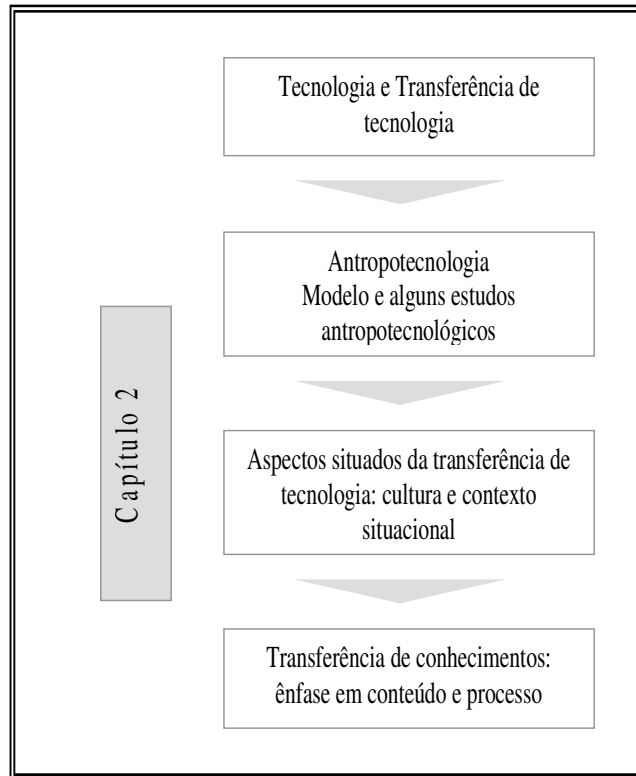 Tecnologia e Transferência de
tecnologia
Antropotecnologia
Modelo e alguns estudos
antropotecnológicos
Capítulo 2
Aspectos situados da transferência de
tecnologia: cultura e contexto
situacional
Transferência de conhecimentos:
ênfase em conteúdo e processo